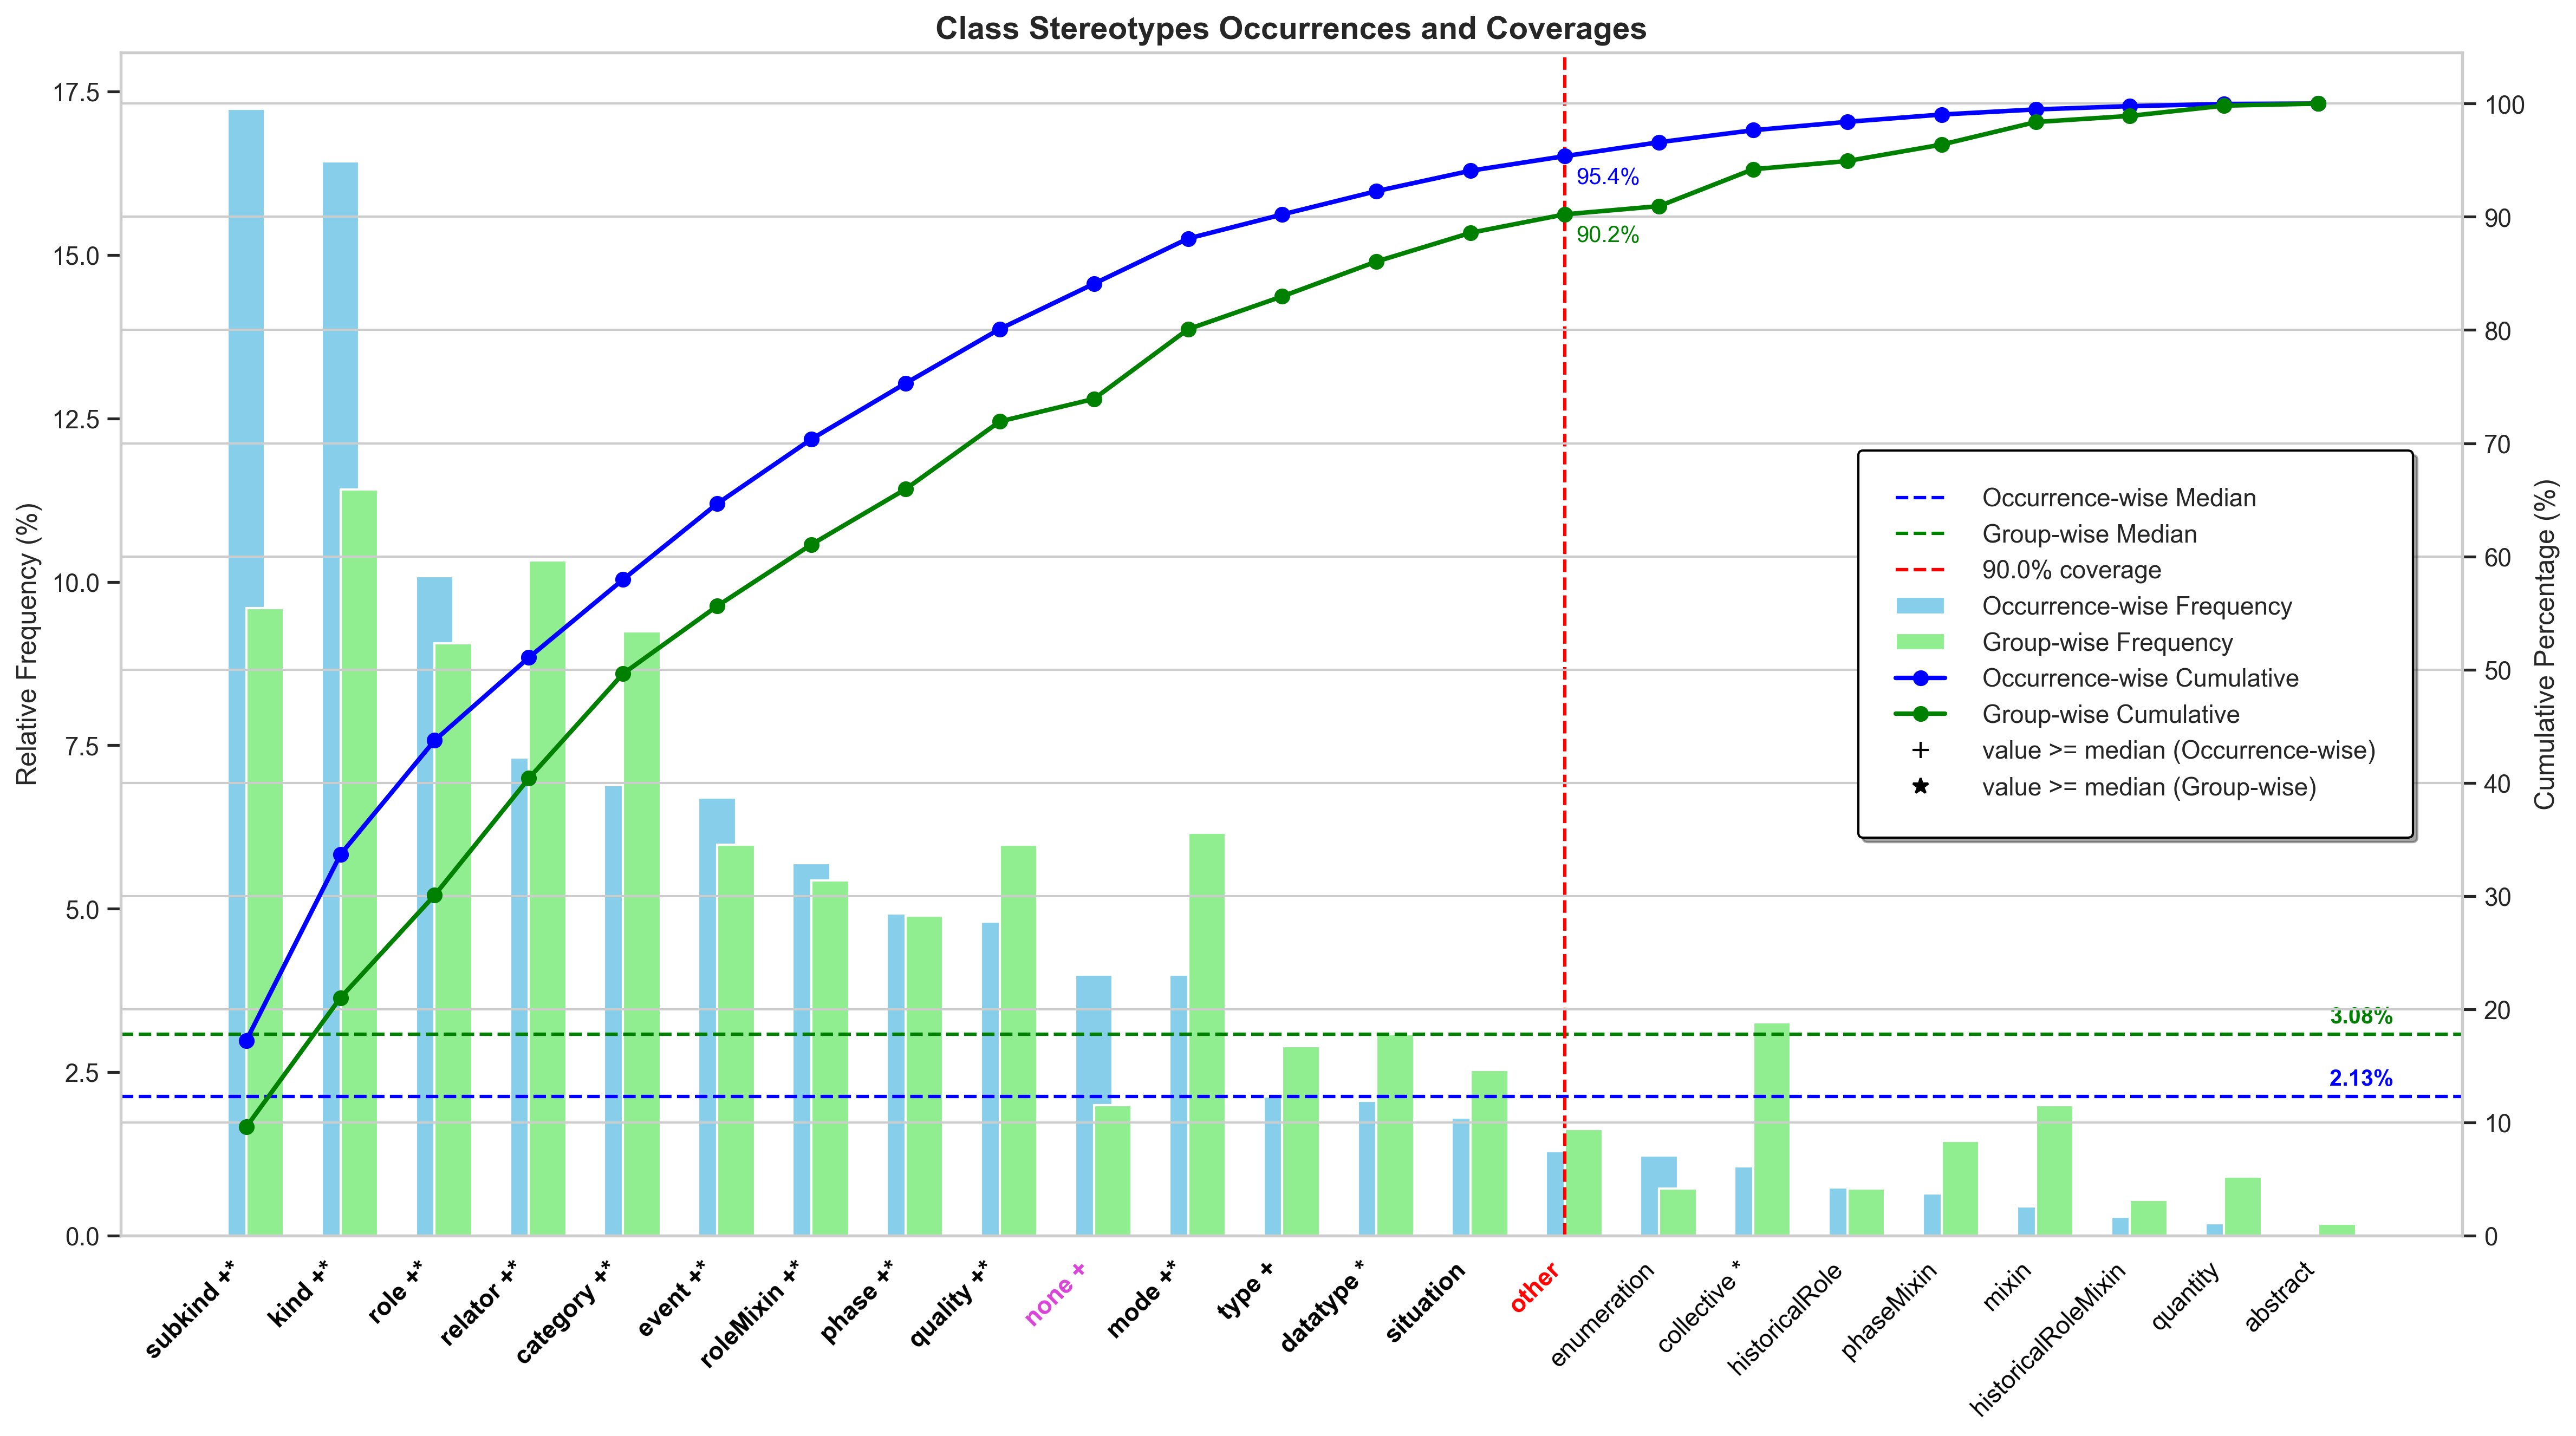 Class Stereotypes Occurrences and Coverages
Relative Frequency (%)
17.5
15.0
12.5
10.0
7.5
5.0
2.5
0.0
95.4%
90.2%
3.08%
2.13%
Occurrence-wise Median
Group-wise Median
90.0% coverage
Occurrence-wise Frequency
Group-wise Frequency
Occurrence-wise Cumulative
Group-wise Cumulative
value >= median (Occurrence-wise)
value >= median (Group-wise)
100
90
80
70
60
50
40
30
20
10
0
Cumulative Percentage (%)
subkind +*
kind +*
role +*
relator +*
category +*
event +*
roleMixin +*
phase +*
quality +*
none +
mode +*
type +
datatype *
situation
other
enumeration
collective *
historicalRole
phaseMixin
mixin
historicalRoleMixin
quantity
abstract